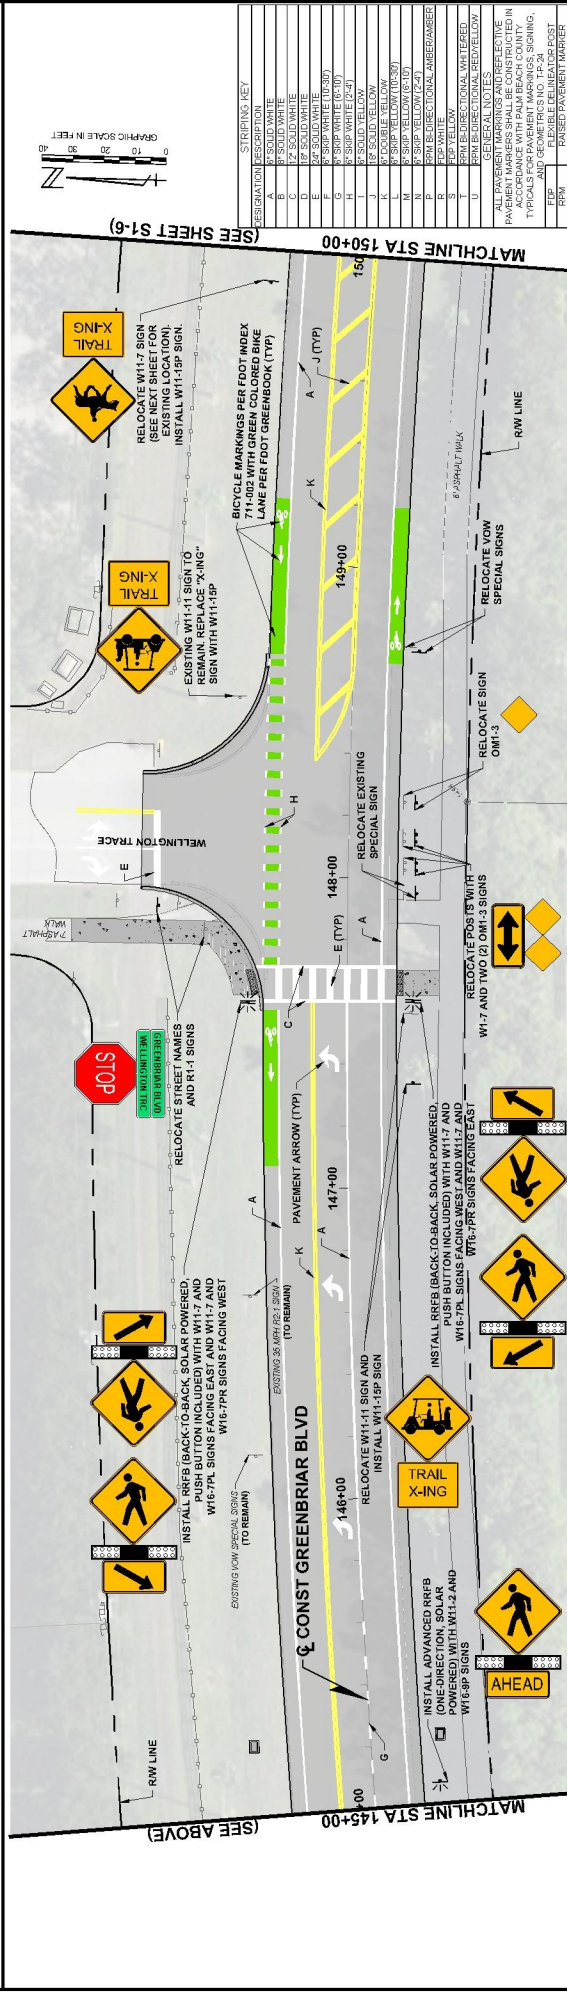 MATCHLINE STA 145+00
(SEE ABOVE)
R/W LINE
EXISTING VOW SPECIAL SIGNS
(TO REMAIN)
INSTALL RRFB (BACK-TO-BACK, SOLAR POWERED,
PUSH BUTTON INCLUDED) WITH W11-7 AND
W16-7PL SIGNS FACING EAST AND W11-7 AND
W16-7PR SIGNS FACING WEST
EXISTING 35 MPH R2-1 SIGN
(TO REMAIN)
STOP
GREENBRIAR BLVD
WELLINGTON TRC
RELOCATE STREET NAMES
AND R1-1 SIGNS
7' ASPHALT
WALK
E
WELLINGTON TRACE
TRAIL
X-ING
EXISTING W11-11 SIGN TO
REMAIN. REPLACE "X-ING"
SIGN WITH W11-15P
TRAIL
X-ING
RELOCATE W11-7 SIGN
(SEE NEXT SHEET FOR
EXISTING LOCATION).
INSTALL W11-15P SIGN.
BICYCLE MARKINGS PER FDOT INDEX
711-002 WITH GREEN COLORED BIKE
LANE PER FDOT GREENBOOK (TYP)
(SEE SHEET S1-6)
MATCHLINE STA 150+00
℄ CONST GREENBRIAR BLVD
G
00
146+00
147+00
148+00
149+00
150
A
K
PAVEMENT ARROW (TYP)
A
C
E (TYP)
H
A
K
A
J (TYP)
RELOCATE EXISTING
SPECIAL SIGN
INSTALL ADVANCED RRFB
(ONE-DIRECTION, SOLAR
POWERED) WITH W11-2 AND
W16-9P SIGNS
AHEAD
RELOCATE W11-11 SIGN AND
INSTALL W11-15P SIGN
TRAIL
X-ING
INSTALL RRFB (BACK-TO-BACK, SOLAR POWERED,
PUSH BUTTON INCLUDED) WITH W11-7 AND
W16-7PL SIGNS FACING WEST AND W11-7 AND
W16-7PR SIGNS FACING EAST
RELOCATE POSTS WITH
W1-7 AND TWO (2) OM1-3 SIGNS
RELOCATE SIGN
OM1-3
RELOCATE VOW
SPECIAL SIGNS
6' ASPHALT WALK
R/W LINE
N
0 10 20 30 40
GRAPHIC SCALE IN FEET
STRIPING KEY
DESIGNATION DESCRIPTION
A 6" SOLID WHITE
B 8" SOLID WHITE
C 12" SOLID WHITE
D 18" SOLID WHITE
E 24" SOLID WHITE
F 6" SKIP WHITE (10'-30')
G 6" SKIP WHITE (6'-10')
H 6" SKIP WHITE (2'-4')
I 6" SOLID YELLOW
J 18" SOLID YELLOW
K 6" DOUBLE YELLOW
L 6" SKIP YELLOW (10'-30')
M 6" SKIP YELLOW (6'-10')
N 6" SKIP YELLOW (2'-4')
P RPM BI-DIRECTIONAL AMBER/AMBER
R FDP WHITE
S FDP YELLOW
T RPM BI-DIRECTIONAL WHITE/RED
U RPM BI-DIRECTIONAL RED/YELLOW
GENERAL NOTES
ALL PAVEMENT MARKINGS AND REFLECTIVE
PAVEMENT MARKERS SHALL BE CONSTRUCTED IN
ACCORDANCE WITH PALM BEACH COUNTY
TYPICALS FOR PAVEMENT MARKINGS, SIGNING,
AND GEOMETRICS NO. T-P-24
FDP FLEXIBLE DELINEATOR POST
RPM RAISED PAVEMENT MARKER